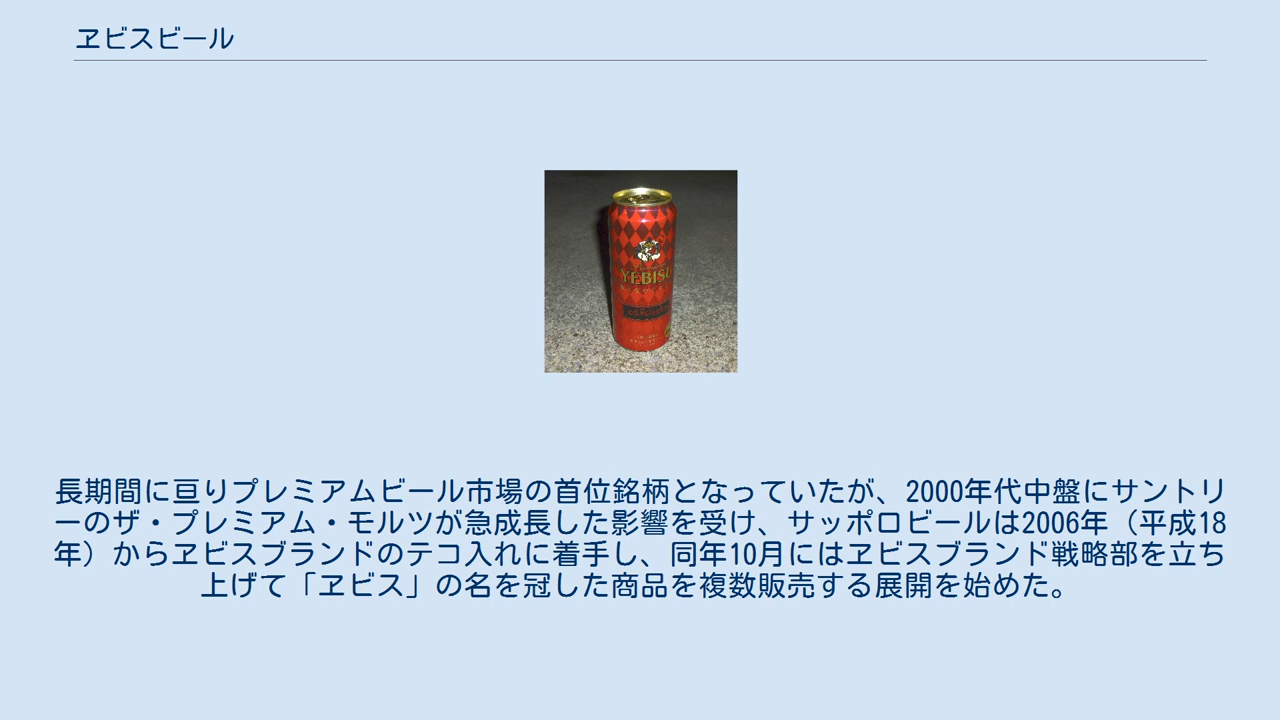 ヱビスビール
YEBISU
長期間に亘りプレミアムビール市場の首位銘柄となっていたが、2000年代中盤にサントリ
ーのザ・プレミアム・モルツが急成長した影響を受け、サッポロビールは2006年（平成18
年）からヱビスブランドのテコ入れに着手し、同年10月にはヱビスブランド戦略部を立ち
上げて「ヱビス」の名を冠した商品を複数販売する展開を始めた。